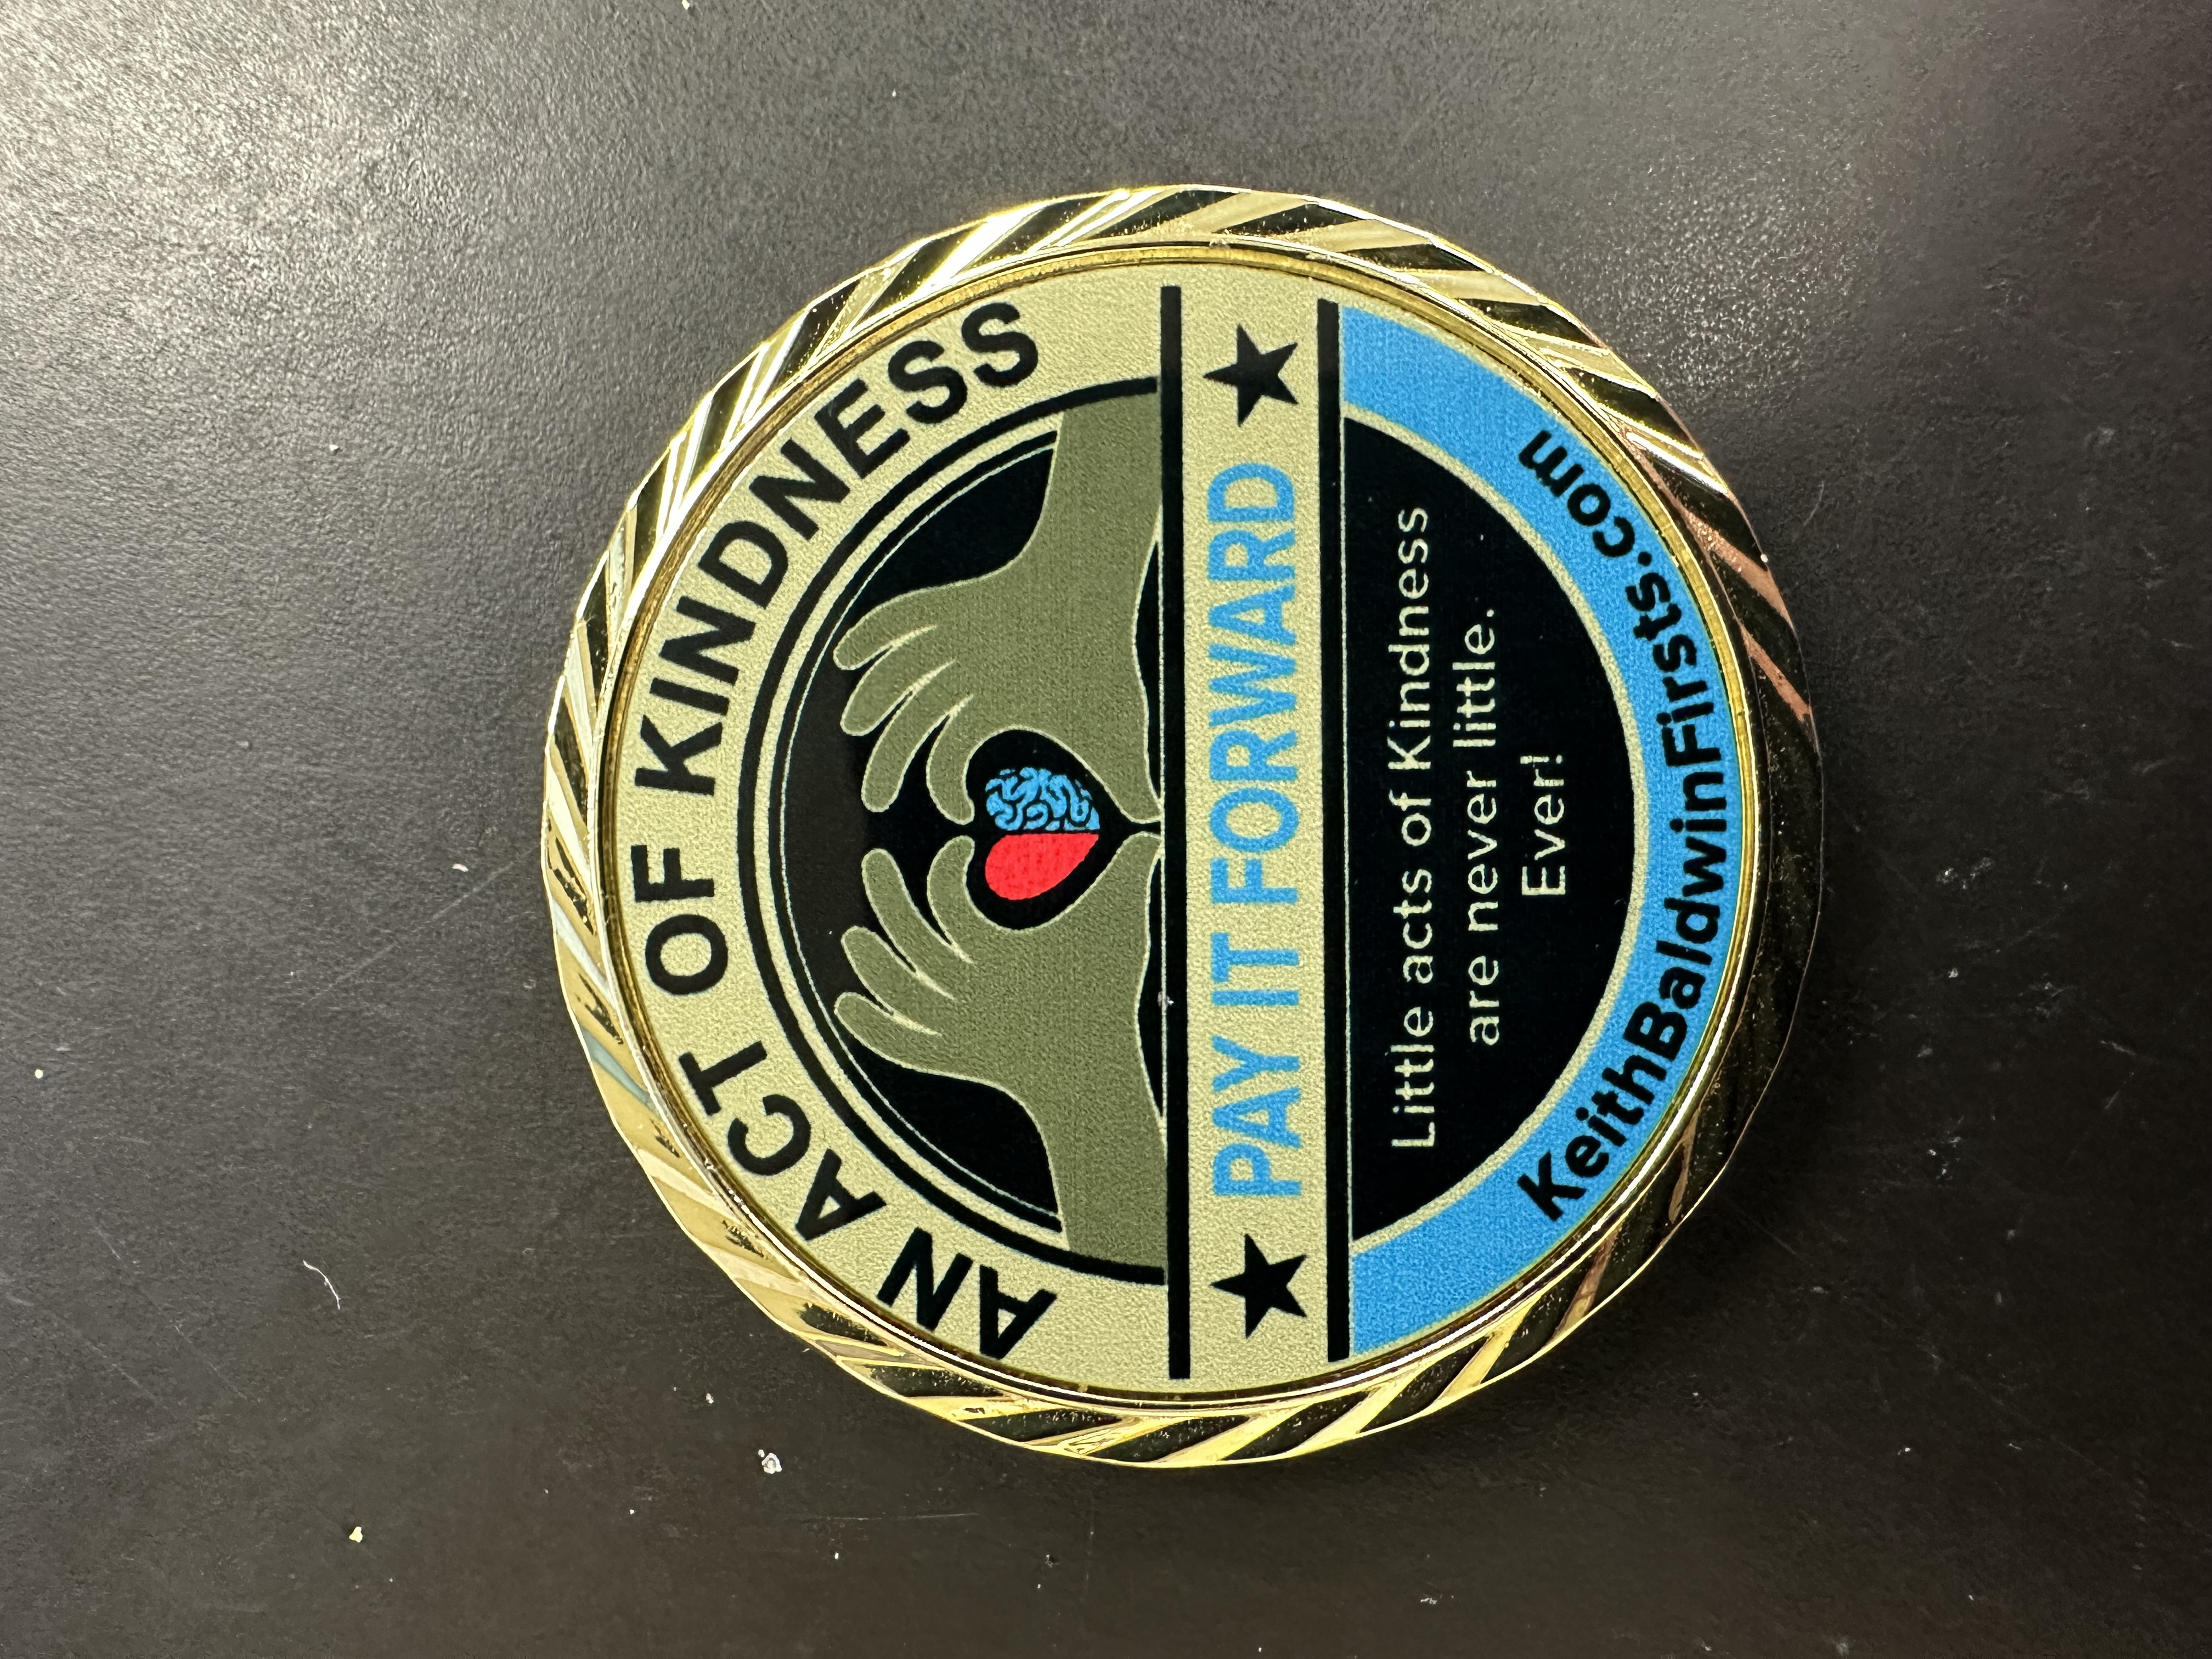 AN ACT OF KINDNESS
PAY IT FORWARD
Little acts of Kindness
are never little.
Ever!
KeithBaldwinFirsts.com